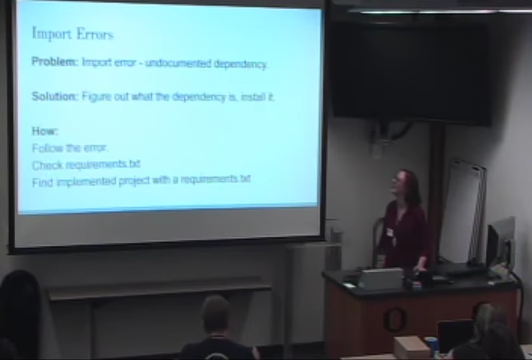 Import Errors
Problem: Import error - undocumented dependency.
Solution: Figure out what the dependency is, install it.
How:
Follow the error.
Check requirements.txt
Find implemented project with a requirements.txt
O